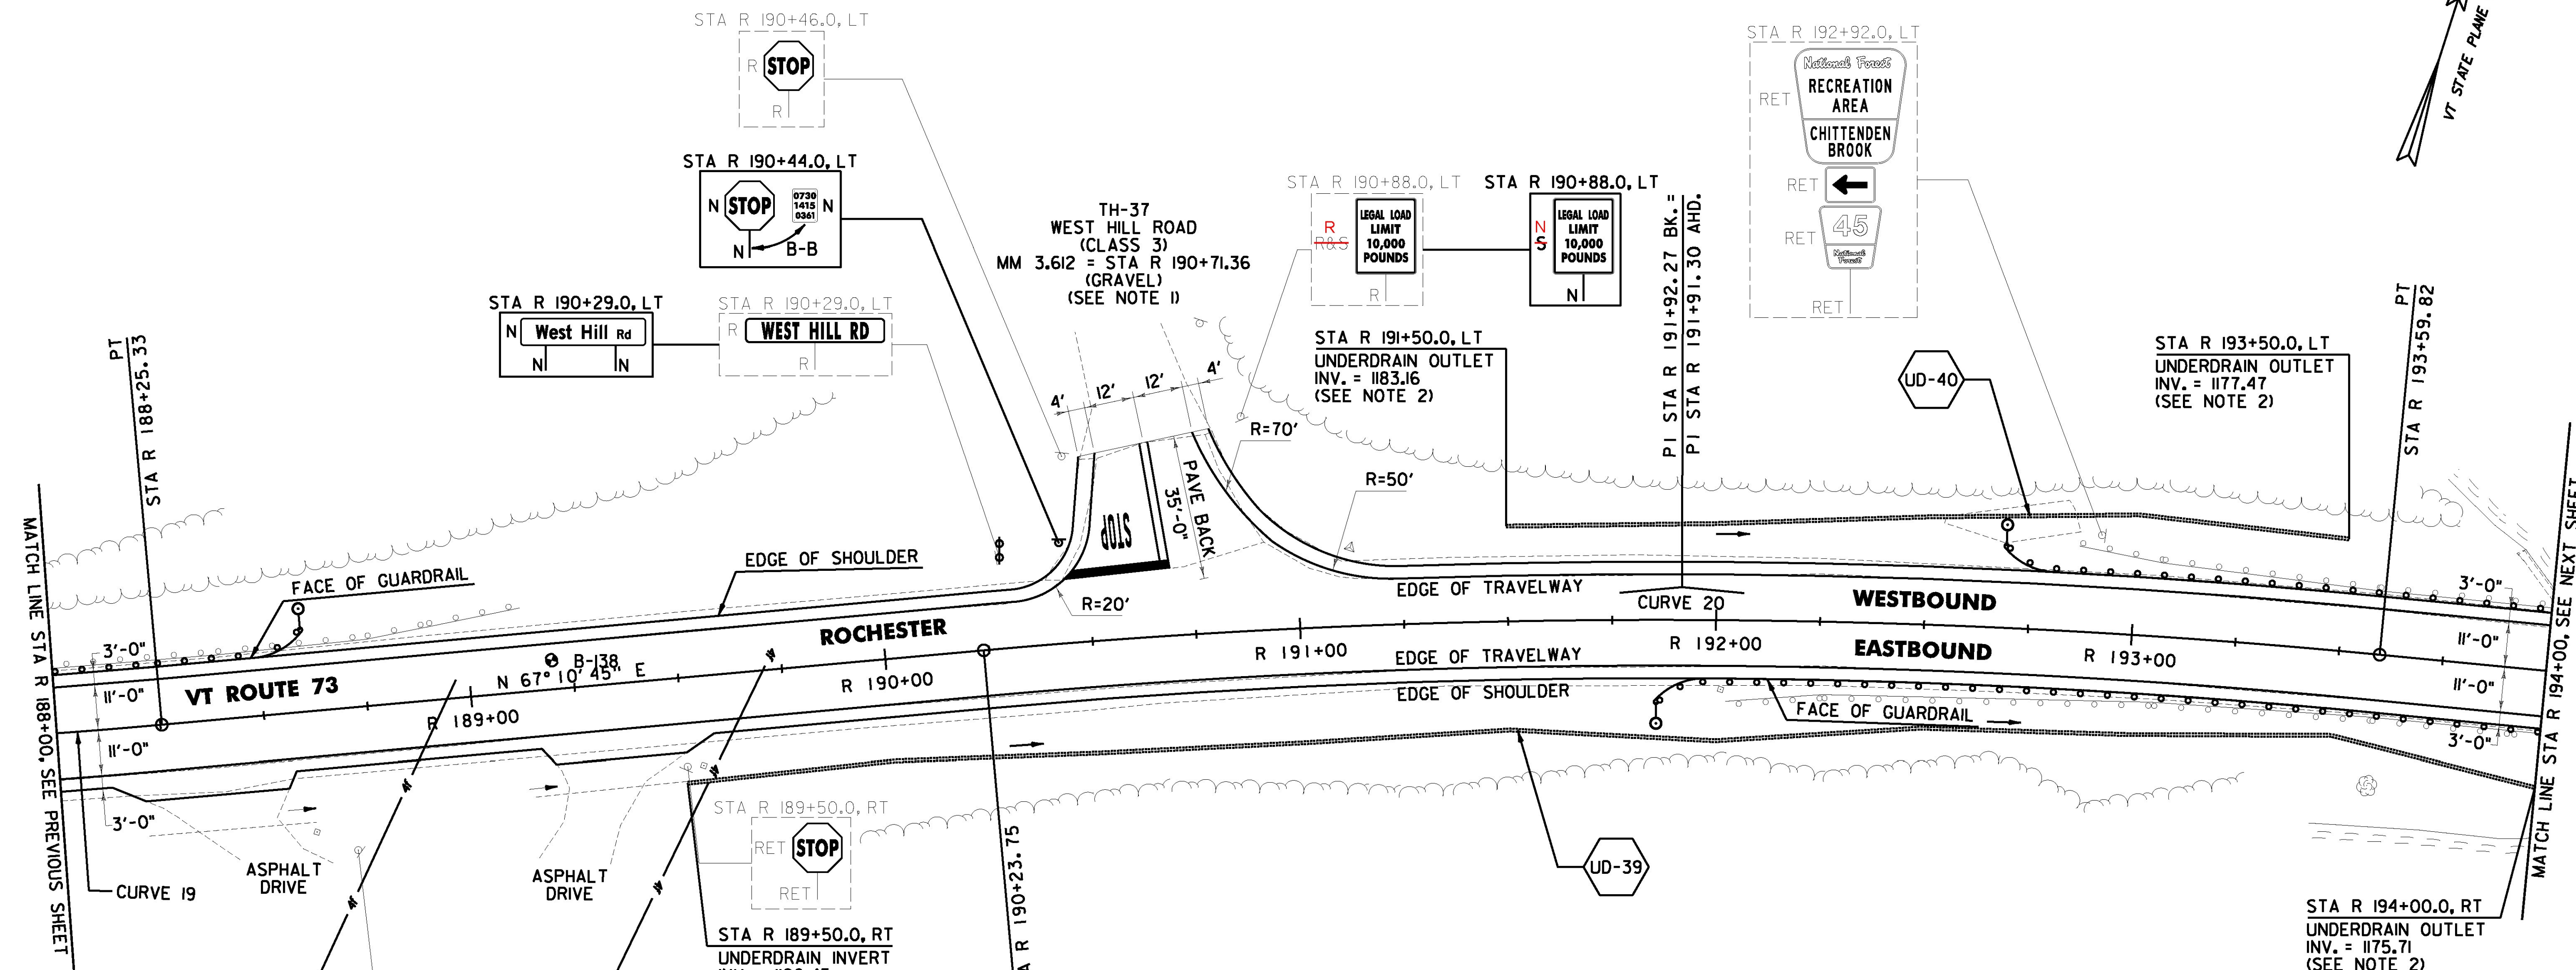 STA R 190+46.0, LT
R STOP
R
STA R 190+44.0, LT
N STOP
0730
1415
0361
N
N
B-B
STA R 190+29.0, LT
N West Hill Rd
N N
STA R 190+29.0, LT
R WEST HILL RD
R
TH-37
WEST HILL ROAD
(CLASS 3)
MM 3.612 = STA R 190+71.36
(GRAVEL)
(SEE NOTE 1)
STA R 190+88.0, LT
R
R&S
LEGAL LOAD
LIMIT
10,000
POUNDS
R
STA R 190+88.0, LT
N
S
LEGAL LOAD
LIMIT
10,000
POUNDS
N
PI STA R 191+92.27 BK. =
PI STA R 191+91.30 AHD.
STA R 192+92.0, LT
RET
National Forest
RECREATION
AREA
CHITTENDEN
BROOK
RET
RET
45
National
Forest
RET
VT STATE PLANE
STA R 191+50.0, LT
UNDERDRAIN OUTLET
INV. = 1183.16
(SEE NOTE 2)
UD-40
STA R 193+50.0, LT
UNDERDRAIN OUTLET
INV. = 1177.47
(SEE NOTE 2)
PT
STA R 193+59.82
PT
STA R 188+25.33
4'
12'
12'
4'
R=70'
R=50'
PAVE BACK
35'-0"
STOP
R=20'
MATCH LINE STA R 188+00, SEE PREVIOUS SHEET
FACE OF GUARDRAIL
EDGE OF SHOULDER
3'-0"
11'-0"
11'-0"
3'-0"
VT ROUTE 73
B-138
N 67° 10' 45" E
ROCHESTER
R 189+00
R 190+00
R 191+00
R 192+00
R 193+00
EDGE OF TRAVELWAY
CURVE 20
WESTBOUND
EASTBOUND
EDGE OF TRAVELWAY
EDGE OF SHOULDER
FACE OF GUARDRAIL
3'-0"
11'-0"
11'-0"
3'-0"
MATCH LINE STA R 194+00, SEE NEXT SHEET
CURVE 19
ASPHALT
DRIVE
ASPHALT
DRIVE
STA R 189+50.0, RT
RET STOP
RET
STA R 189+50.0, RT
UNDERDRAIN INVERT
A R 190+23.75
UD-39
STA R 194+00.0, RT
UNDERDRAIN OUTLET
INV. = 1175.71
(SEE NOTE 2)